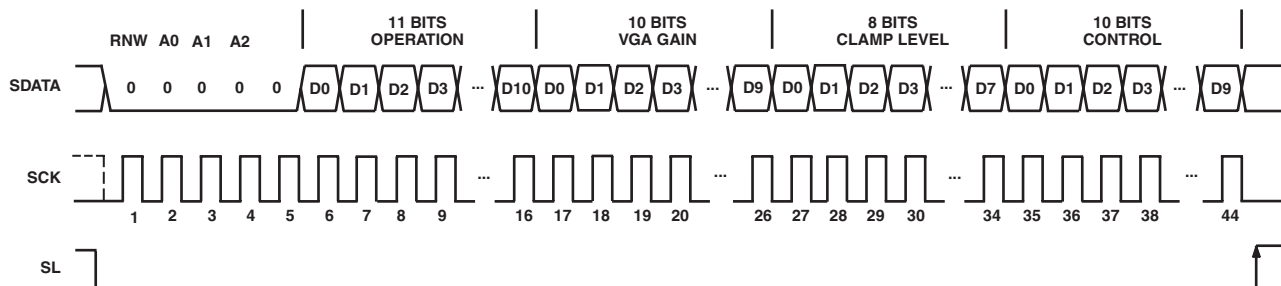 11 BITS
OPERATION
10 BITS
VGA GAIN
8 BITS
CLAMP LEVEL
10 BITS
CONTROL
RNW A0 A1 A2
SDATA 0 0 0 0 0 D0 D1 D2 D3 ... D10 D0 D1 D2 D3 ... D9 D0 D1 D2 D3 ... D7 D0 D1 D2 D3 ... D9
SCK ... ... ... ...
1 2 3 4 5 6 7 8 9 16 17 18 19 20 26 27 28 29 30 34 35 36 37 38 44
SL